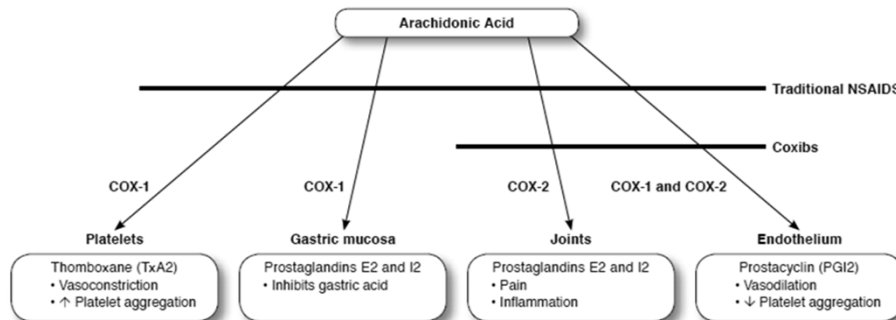 Arachidonic Acid
Traditional NSAIDS
Coxibs
COX-1
COX-1
COX-2
COX-1 and COX-2
Platelets
Gastric mucosa
Joints
Endothelium
Thomboxane (TxA2)
• Vasoconstriction
• ↑ Platelet aggregation
Prostaglandins E2 and I2
• Inhibits gastric acid
Prostaglandins E2 and I2
• Pain
• Inflammation
Prostacyclin (PGI2)
• Vasodilation
• ↓ Platelet aggregation